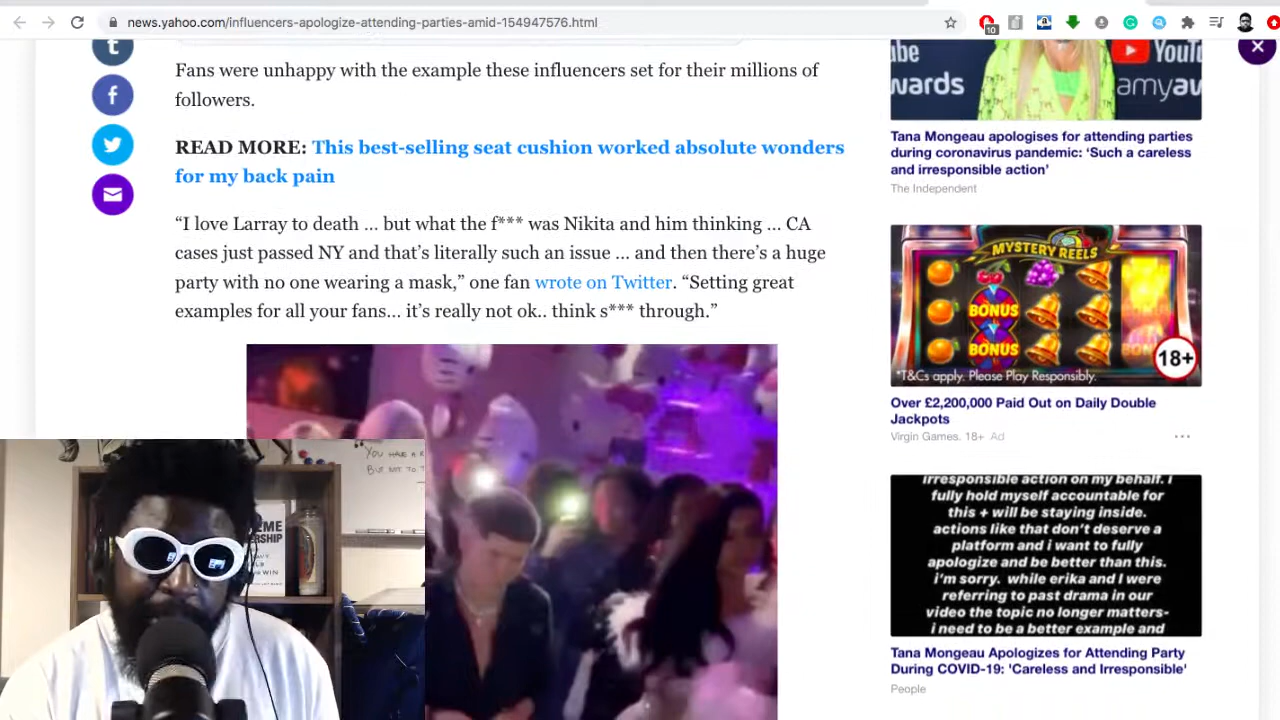 news.yahoo.com/influencers-apologize-attending-parties-amid-154947576.html
10
Fans were unhappy with the example these influencers set for their millions of
followers.
READ MORE: This best-selling seat cushion worked absolute wonders
for my back pain
“I love Larray to death ... but what the f*** was Nikita and him thinking ... CA
cases just passed NY and that’s literally such an issue ... and then there’s a huge
party with no one wearing a mask,” one fan wrote on Twitter. “Setting great
examples for all your fans... it’s really not ok.. think s*** through.”
YouTu
wards
Tana Mongeau apologises for attending parties
during coronavirus pandemic: ‘Such a careless
and irresponsible action’
The Independent
MYSTERY REELS
BONUS
BONUS
18+
*T&Cs apply. Please Play Responsibly.
Over £2,200,000 Paid Out on Daily Double
Jackpots
Virgin Games. 18+ Ad
irresponsible action on my behalf. i
fully hold myself accountable for
this + will be staying inside.
actions like that don’t deserve a
platform and i want to fully
apologize and be better than this.
i’m sorry. while erika and I were
referring to past drama in our
video the topic no longer matters-
i need to be a better example and
Tana Mongeau Apologizes for Attending Party
During COVID-19: 'Careless and Irresponsible'
People
YOU HAVE A R
BUT NOT TO T
WIN